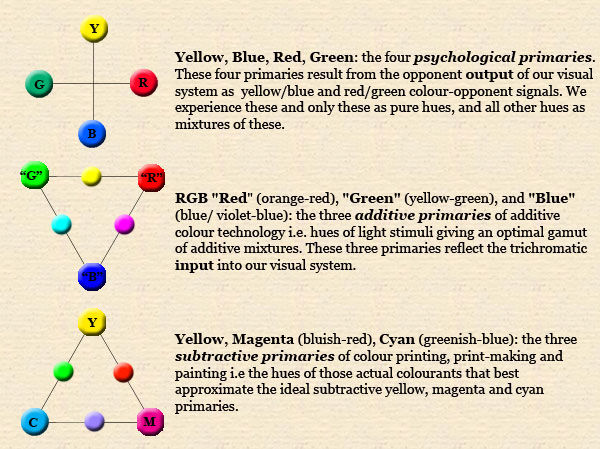 Y
G
R
B
Yellow, Blue, Red, Green: the four psychological primaries.
These four primaries result from the opponent output of our visual
system as yellow/blue and red/green colour-opponent signals. We
experience these and only these as pure hues, and all other hues as
mixtures of these.
"G"
"R"
"B"
RGB "Red" (orange-red), "Green" (yellow-green), and "Blue"
(blue/ violet-blue): the three additive primaries of additive
colour technology i.e. hues of light stimuli giving an optimal gamut
of additive mixtures. These three primaries reflect the trichromatic
input into our visual system.
Y
C
M
Yellow, Magenta (bluish-red), Cyan (greenish-blue): the three
subtractive primaries of colour printing, print-making and
painting i.e the hues of those actual colourants that best
approximate the ideal subtractive yellow, magenta and cyan
primaries.